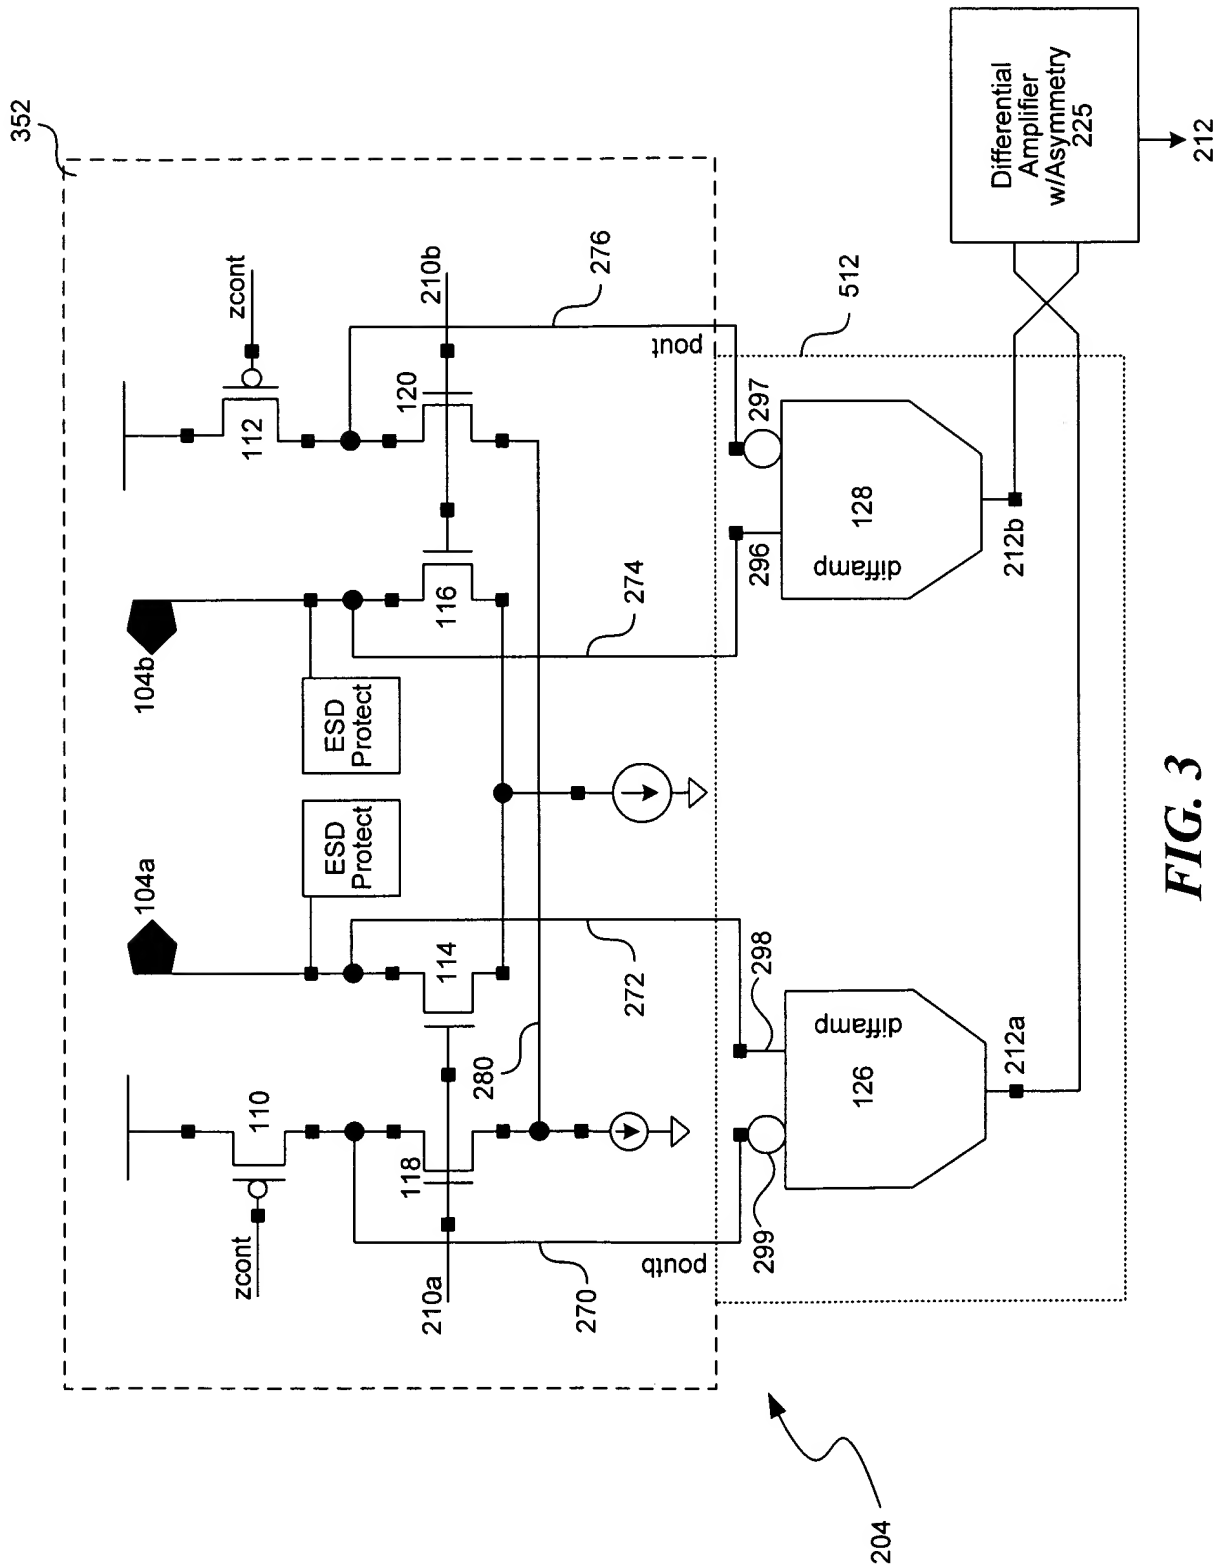 352
zcont
112
210b
120
276
pout
116
104b
ESD
Protect
274
ESD
Protect
104a
114
272
280
110
zcont
118
210a
270
poutb
512
297
296
128
diffamp
212b
298
299
126
diffamp
212a
Differential
Amplifier
w/Asymmetry
225
212
204
FIG. 3